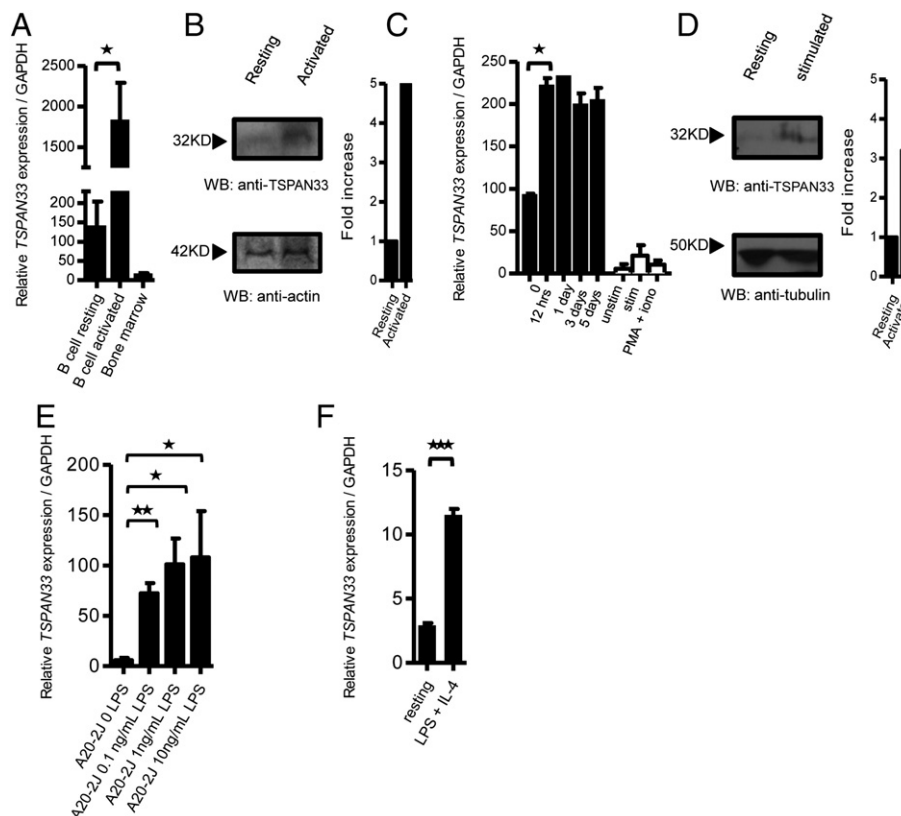 A
Relative TSPAN33 expression / GAPDH
2500
2000
1500
200
150
100
50
0
B cell resting
B cell activated
Bone marrow
B
Resting
Activated
32KD
WB: anti-TSPAN33
42KD
WB: anti-actin
Fold increase
5
4
3
2
1
0
Resting
Activated
C
Relative TSPAN33 expression / GAPDH
250
200
150
100
50
0
0
12 hrs
1 day
3 days
5 days
unstim
stim
PMA + iono
D
Resting
stimulated
32KD
WB: anti-TSPAN33
50KD
WB: anti-tubulin
Fold increase
5
4
3
2
1
0
Resting
Activated
E
Relative TSPAN33 expression / GAPDH
200
150
100
50
0
A20-2J 0 LPS
A20-2J 0.1 ng/mL LPS
A20-2J 1ng/mL LPS
A20-2J 10ng/mL LPS
F
Relative TSPAN33 expression / GAPDH
15
10
5
0
resting
LPS + IL-4